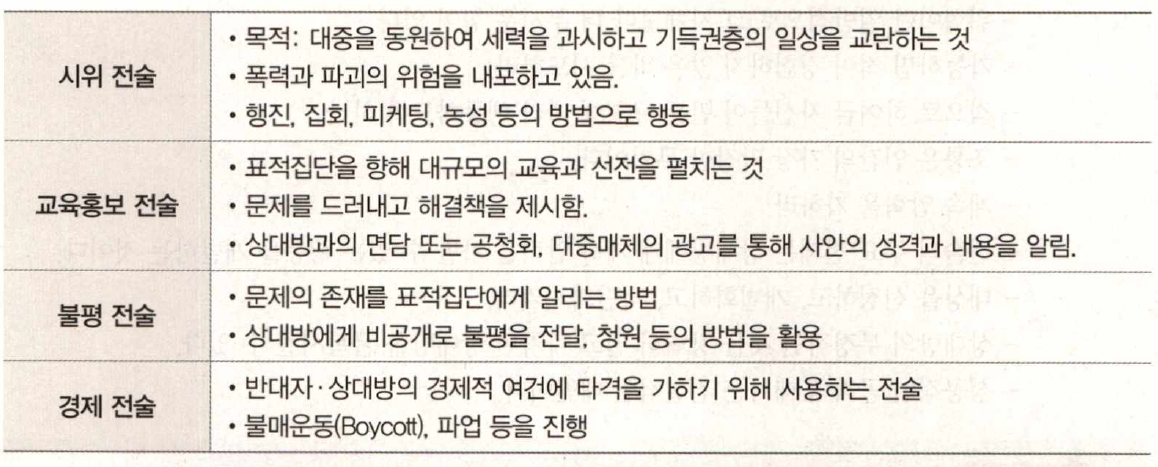 시위 전술
• 목적: 대중을 동원하여 세력을 과시하고 기득권층의 일상을 교란하는 것
• 폭력과 파괴의 위험을 내포하고 있음.
• 행진, 집회, 피케팅, 농성 등의 방법으로 행동
교육홍보 전술
• 표적집단을 향해 대규모의 교육과 선전을 펼치는 것
• 문제를 드러내고 해결책을 제시함.
• 상대방과의 면담 또는 공청회, 대중매체의 광고를 통해 사안의 성격과 내용을 알림.
불평 전술
• 문제의 존재를 표적집단에게 알리는 방법
• 상대방에게 비공개로 불평을 전달, 청원 등의 방법을 활용
경제 전술
• 반대자·상대방의 경제적 여건에 타격을 가하기 위해 사용하는 전술
• 불매운동(Boycott), 파업 등을 진행